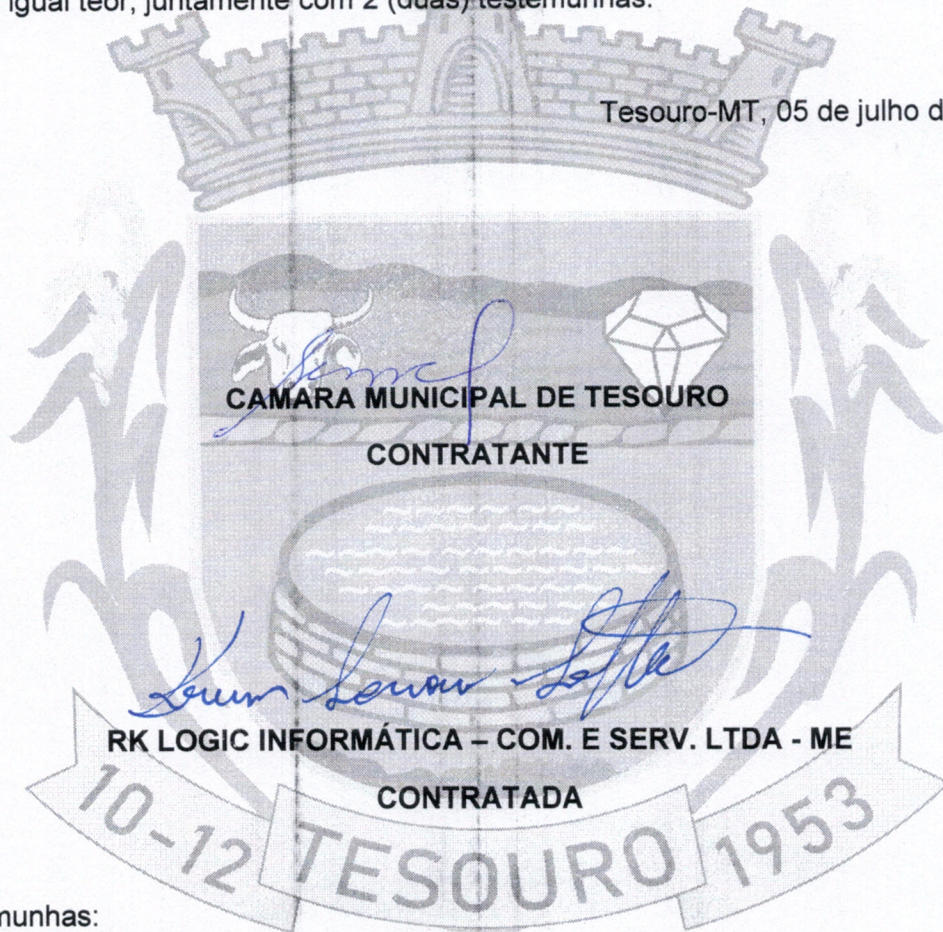 igual teor, juntamente com 2 (duas) testemunhas.
Tesouro-MT, 05 de julho d
CAMARA MUNICIPAL DE TESOURO
CONTRATANTE
RK LOGIC INFORMÁTICA – COM. E SERV. LTDA - ME
CONTRATADA
10-12 TESOURO 1953
munhas: